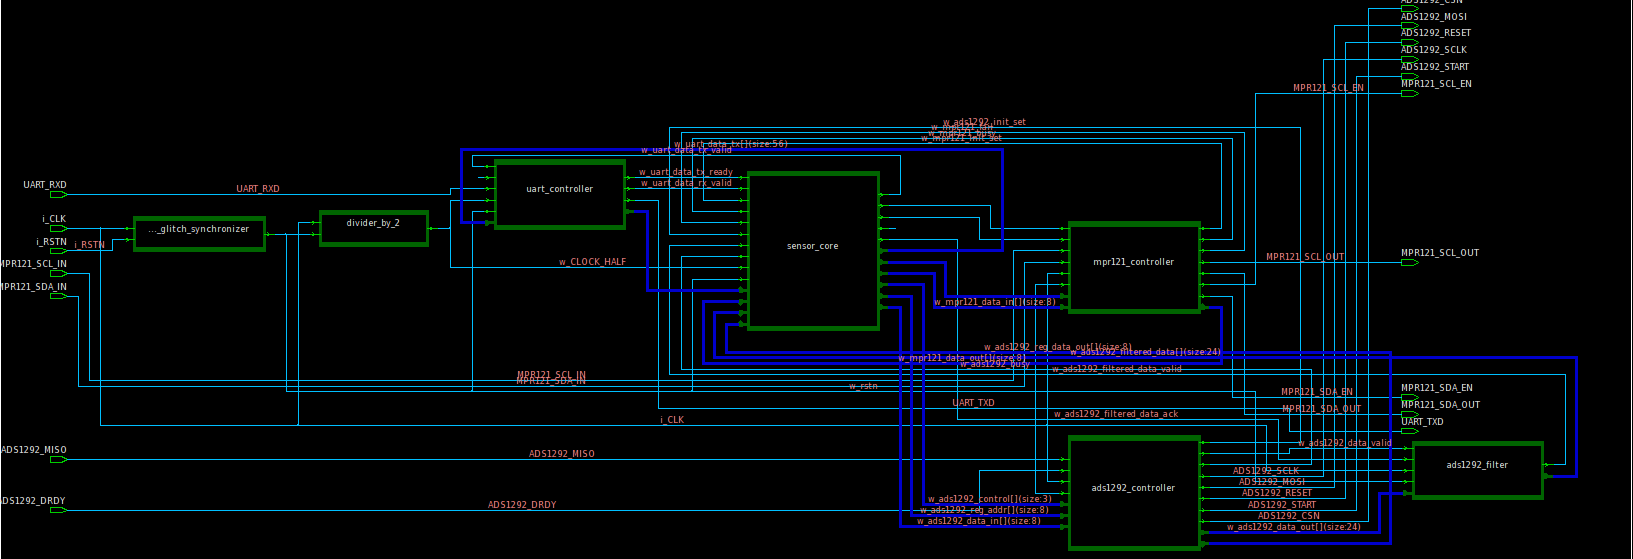 ADS1292_CSN
ADS1292_MOSI
ADS1292_RESET
ADS1292_SCLK
ADS1292_START
MPR121_SCL_EN
MPR121_SCL_EN
w_ads1292_init_set
w_mpr121_busy
w_mpr121_init_set
w_uart_data_tx[](size:56)
w_uart_data_tx_valid
w_uart_data_tx_ready
w_uart_data_rx_valid
UART_RXD
UART_RXD
uart_controller
i_CLK
..._glitch_synchronizer
divider_by_2
i_RSTN
i_RSTN
sensor_core
MPR121_SCL_IN
w_CLOCK_HALF
mpr121_controller
MPR121_SCL_OUT
MPR121_SCL_OUT
MPR121_SDA_IN
w_mpr121_data_in[](size:8)
w_ads1292_reg_data_out[](size:8)
w_ads1292_filtered_data[](size:24)
w_mpr121_data_out[](size:8)
w_ads1292_busy
w_ads1292_filtered_data_valid
MPR121_SCL_IN
MPR121_SDA_IN
w_rstn
MPR121_SDA_EN
MPR121_SDA_EN
UART_TXD
MPR121_SDA_OUT
MPR121_SDA_OUT
w_ads1292_filtered_data_ack
i_CLK
UART_TXD
w_ads1292_data_valid
ADS1292_MISO
ADS1292_MISO
ads1292_filter
ADS1292_SCLK
ADS1292_MOSI
ads1292_controller
ADS1292_RESET
w_ads1292_control[](size:3)
ADS1292_DRDY
ADS1292_DRDY
ADS1292_START
w_ads1292_reg_addr[](size:8)
ADS1292_CSN
w_ads1292_data_in[](size:8)
w_ads1292_data_out[](size:24)